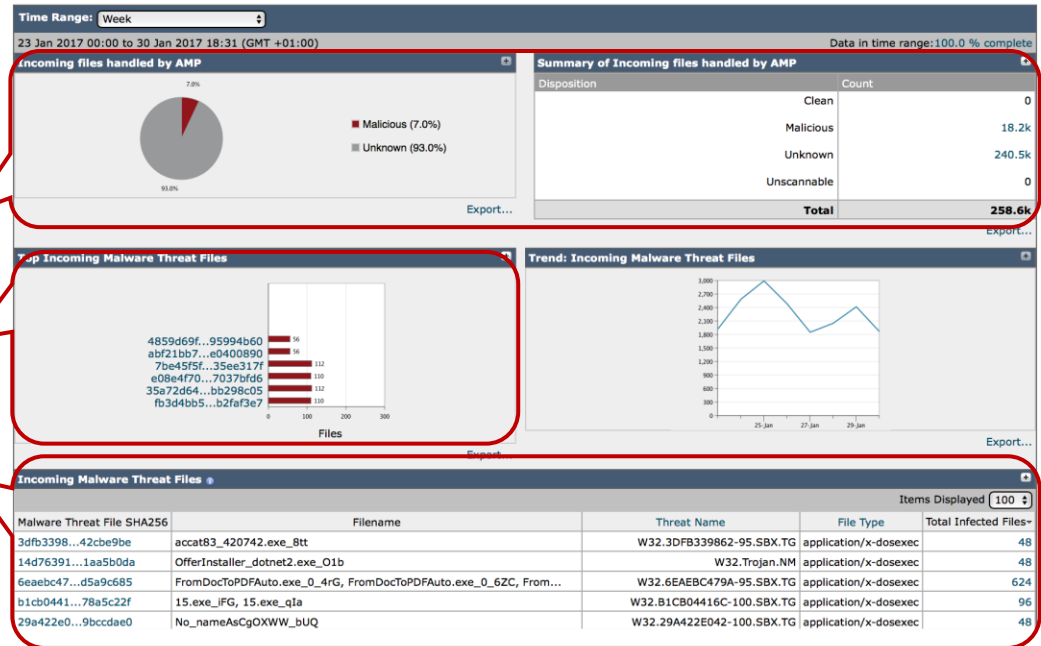 Time Range: Week
23 Jan 2017 00:00 to 30 Jan 2017 18:31 (GMT +01:00) Data in time range:100.0 % complete
Incoming files handled by AMP
7.0%
93.0%
Malicious (7.0%)
Unknown (93.0%)
Export...
Summary of Incoming files handled by AMP
Disposition Count
Clean 0
Malicious 18.2k
Unknown 240.5k
Unscannable 0
Total 258.6k
Export...
Top Incoming Malware Threat Files
4859d69f...95994b60 56
abf21bb7...e0400890 56
7be45f5f...35ee317f 112
e08e4f70...7037bfd6 110
35a72d64...bb298c05 112
fb3d4bb5...b2faf3e7 110
0 100 200 300
Files
Export...
Trend: Incoming Malware Threat Files
3,000
2,700
2,400
2,100
1,800
1,500
1,200
900
600
300
0
25-Jan 27-Jan 29-Jan
Export...
Incoming Malware Threat Files
Items Displayed 100
Malware Threat File SHA256 Filename Threat Name File Type Total Infected Files
3dfb3398...42cbe9be accat83_420742.exe_8tt W32.3DFB339862-95.SBX.TG application/x-dosexec 48
14d76391...1aa5b0da OfferInstaller_dotnet2.exe_O1b W32.Trojan.NM application/x-dosexec 48
6eaebc47...d5a9c685 FromDocToPDFAuto.exe_0_4rG, FromDocToPDFAuto.exe_0_6ZC, From... W32.6EAEBC479A-95.SBX.TG application/x-dosexec 624
b1cb0441...78a5c22f 15.exe_iFG, 15.exe_qIa W32.B1CB04416C-100.SBX.TG application/x-dosexec 96
29a422e0...9bccdae0 No_nameAsCgOXWW_bUQ W32.29A422E042-100.SBX.TG application/x-dosexec 48